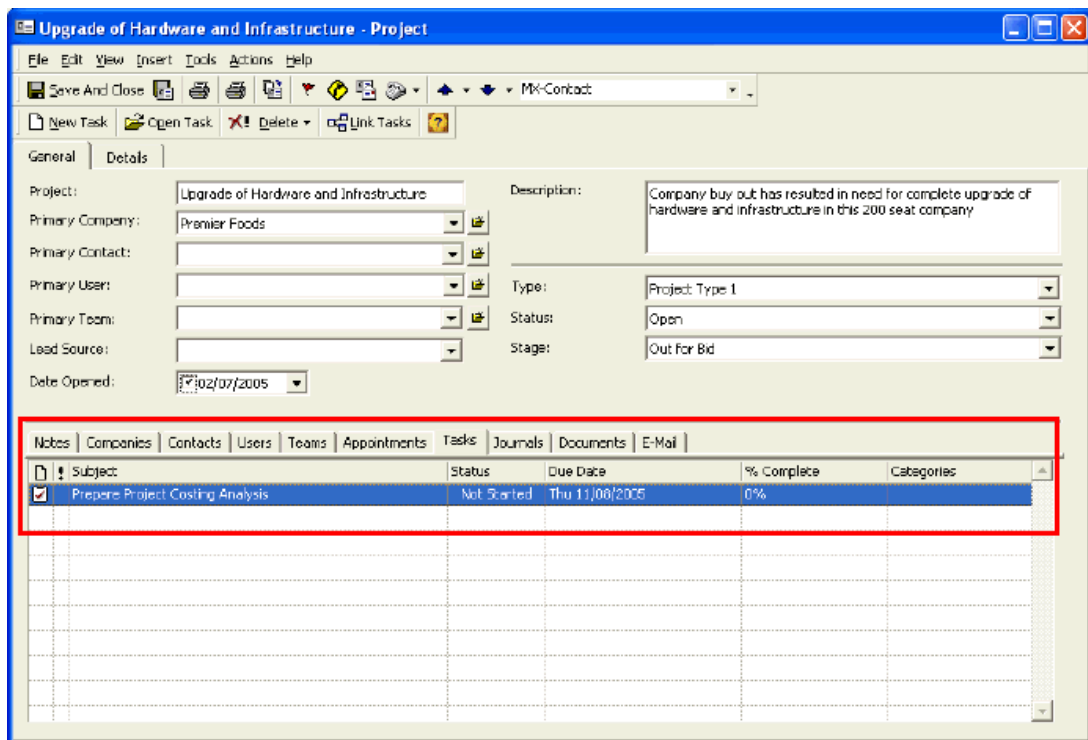 Upgrade of Hardware and Infrastructure - Project
File Edit View Insert Tools Actions Help
Save And Close MX-Contact
New Task Open Task Delete Link Tasks
General Details
Project: Upgrade of Hardware and Infrastructure
Description: Company buy out has resulted in need for complete upgrade of
hardware and infrastructure in this 200 seat company
Primary Company: Premier Foods
Primary Contact:
Primary User:
Type: Project Type 1
Primary Team:
Status: Open
Lead Source:
Stage: Out for Bid
Date Opened: 02/07/2005
Notes Companies Contacts Users Teams Appointments Tasks Journals Documents E-Mail
! Subject Status Due Date % Complete Categories
Prepare Project Costing Analysis Not Started Thu 11/08/2005 0%